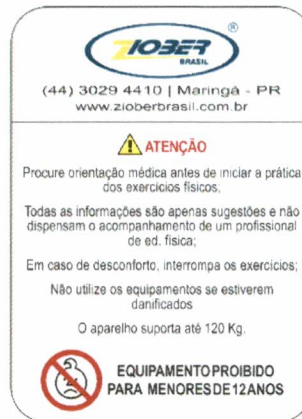 ZIOBER
BRASIL
®
(44) 3029 4410 | Maringá - PR
www.zioberbrasil.com.br
ATENÇÃO
Procure orientação médica antes de iniciar a prática
dos exercícios físicos;
Todas as informações são apenas sugestões e não
dispensam o acompanhamento de um profissional
de ed. física;
Em caso de desconforto, interrompa os exercícios;
Não utilize os equipamentos se estiverem
danificados
O aparelho suporta até 120 Kg.
EQUIPAMENTO PROIBIDO
PARA MENORES DE 12 ANOS